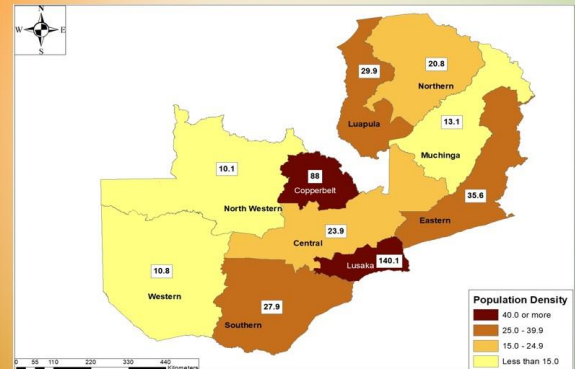 N
W E
S
29.9
20.8
Northern
Luapula
13.1
Muchinga
10.1
88
Copperbelt
35.6
North Western
Eastern
23.9
Central
Lusaka 140.1
10.8
Western
27.9
Southern
Population Density
40.0 or more
25.0 - 39.9
15.0 - 24.9
Less than 15.0
0 55 110 220 330 440
Kilometers